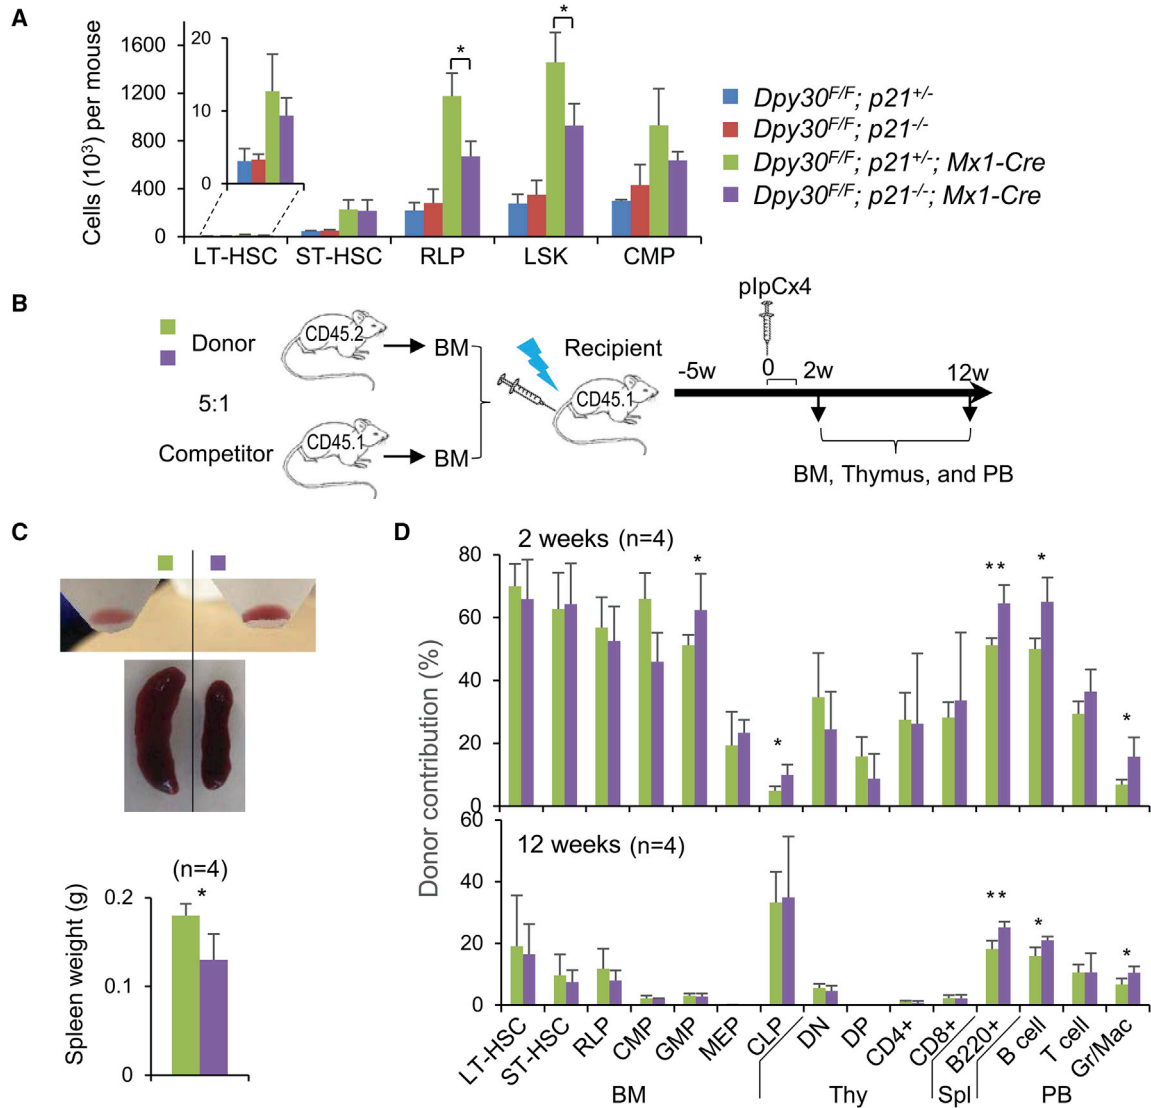 A
Cells (10³) per mouse
1600
1200
800
400
0
20
10
0
*
*
LT-HSC ST-HSC RLP LSK CMP
Dpy30F/F; p21+/-
Dpy30F/F; p21-/-
Dpy30F/F; p21+/-; Mx1-Cre
Dpy30F/F; p21-/-; Mx1-Cre
B
Donor
5:1
Competitor
CD45.2
BM
CD45.1
BM
Recipient
CD45.1
pIpCx4
-5w 0 2w 12w
BM, Thymus, and PB
C
(n=4)
*
Spleen weight (g)
0.2
0.1
0
D
Donor contribution (%)
2 weeks (n=4)
80
60
40
20
0
* * ** * *
12 weeks (n=4)
60
40
20
0
** * *
LT-HSC ST-HSC RLP CMP GMP MEP CLP DN DP CD4+ CD8+ B220+ B cell T cell Gr/Mac
BM Thy Spl PB